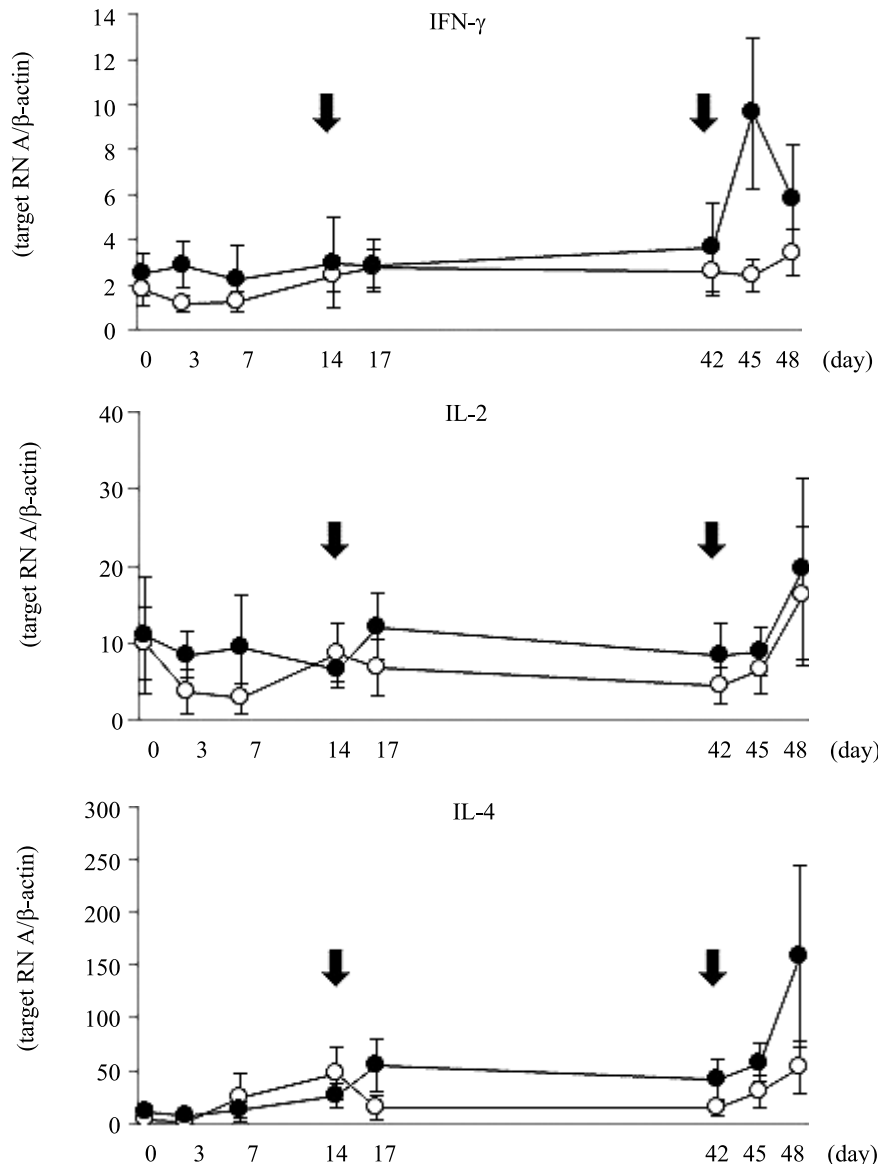 IFN-γ
(target RN A/β-actin)
14
12
10
8
6
4
2
0
0 3 7 14 17 42 45 48 (day)
IL-2
(target RN A/β-actin)
40
30
20
10
0
0 3 7 14 17 42 45 48 (day)
IL-4
(target RN A/β-actin)
300
250
200
150
100
50
0
0 3 7 14 17 42 45 48 (day)